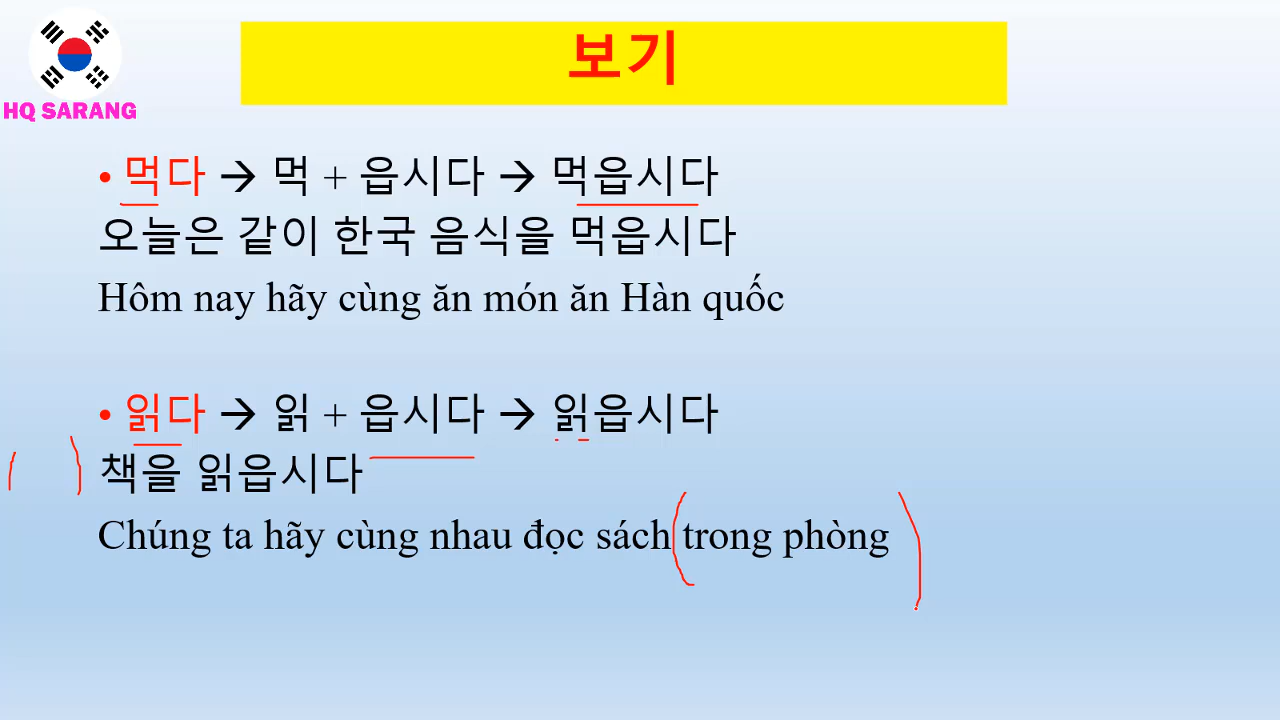 HQ SARANG
보기
• 먹다 → 먹 + 읍시다 → 먹읍시다
오늘은 같이 한국 음식을 먹읍시다
Hôm nay hãy cùng ăn món ăn Hàn quốc
• 읽다 → 읽 + 읍시다 → 읽읍시다
책을 읽읍시다
Chúng ta hãy cùng nhau đọc sách trong phòng